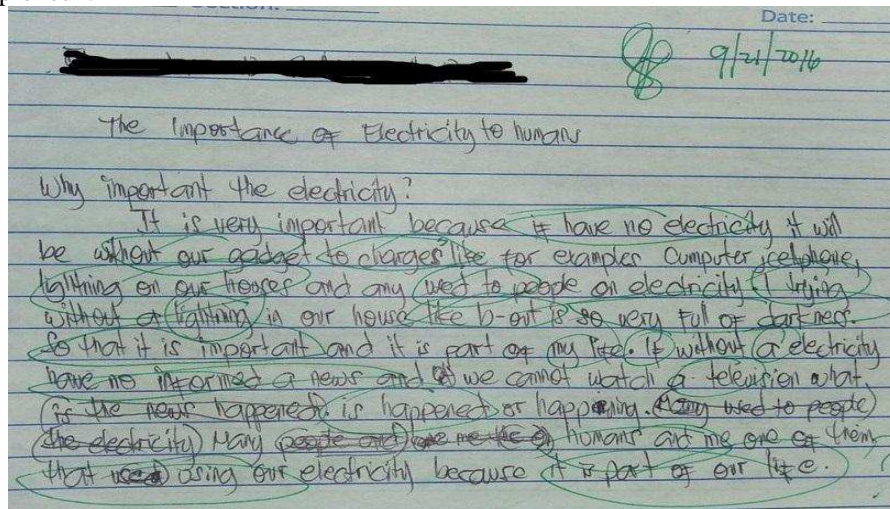 Date:
9/21/2016
The Importance of Electricity to humans
Why important the electricity?
It is very important because if have no electricity it will
be without our gadget to charges like for examples Cumputer, cellphone,
lightning on our houses and any used to people on electricity. I trying
without a lightning in our house like b-out is so very full of darkness.
So that it is important and it is part of my life. If without a electricity
have no informed a news and we cannot watch a television what
is the news happened is happened or happening. Many used to people
the electricity) Many people and humans and me one of them,
that used using our electricity because it is part of our life.